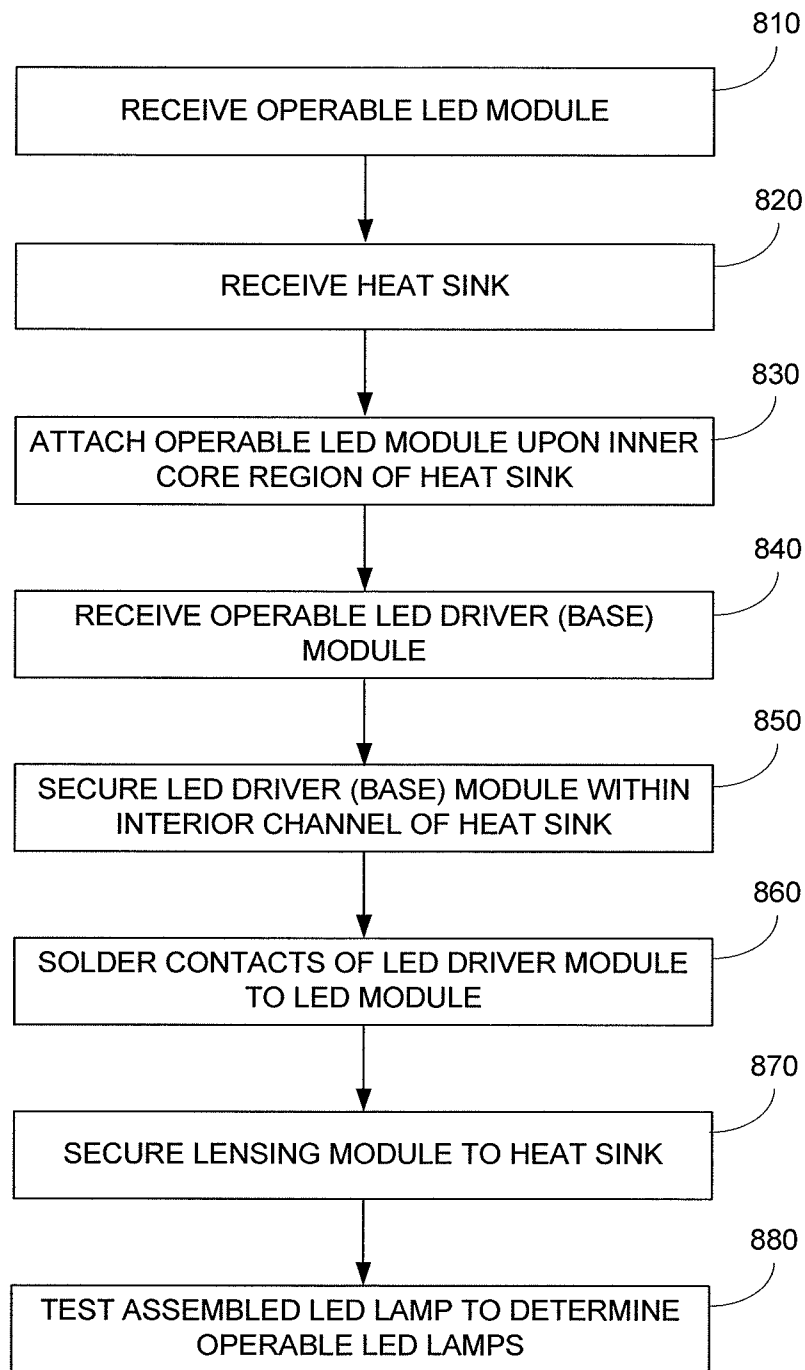 810
RECEIVE OPERABLE LED MODULE
820
RECEIVE HEAT SINK
830
ATTACH OPERABLE LED MODULE UPON INNER
CORE REGION OF HEAT SINK
840
RECEIVE OPERABLE LED DRIVER (BASE)
MODULE
850
SECURE LED DRIVER (BASE) MODULE WITHIN
INTERIOR CHANNEL OF HEAT SINK
860
SOLDER CONTACTS OF LED DRIVER MODULE
TO LED MODULE
870
SECURE LENSING MODULE TO HEAT SINK
880
TEST ASSEMBLED LED LAMP TO DETERMINE
OPERABLE LED LAMPS